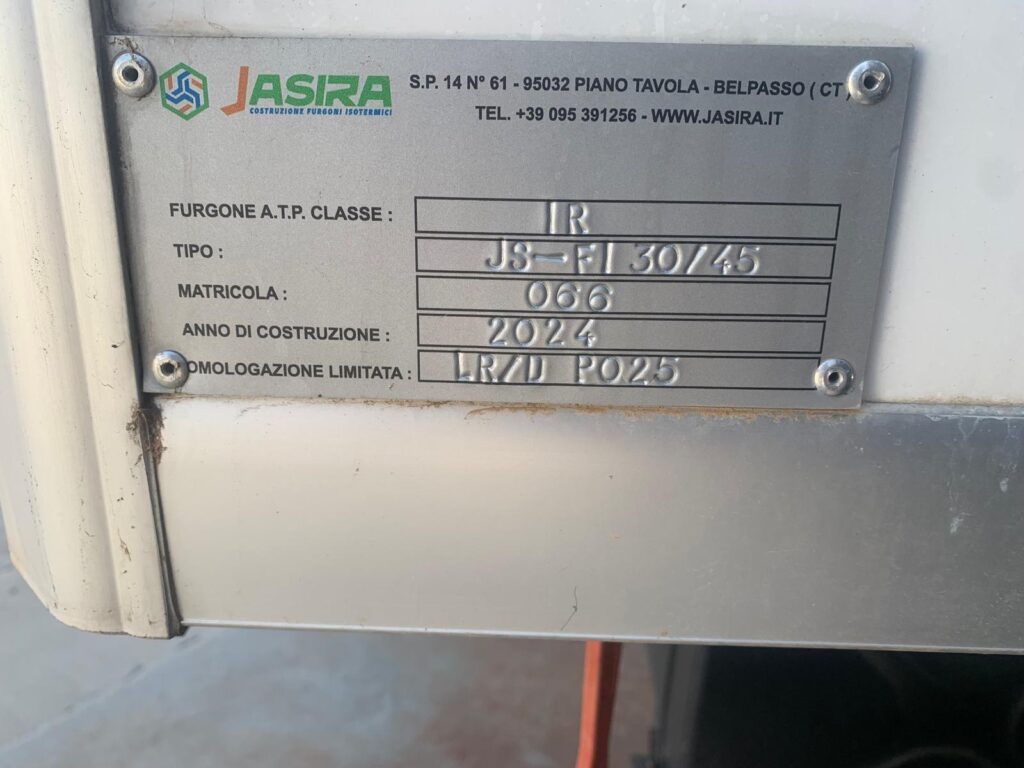 JASIRA
COSTRUZIONE FURGONI ISOTERMICI
S.P. 14 N° 61 - 95032 PIANO TAVOLA - BELPASSO ( CT )
TEL. +39 095 391256 - WWW.JASIRA.IT
FURGONE A.T.P. CLASSE : IR
TIPO : JS-FI 30/45
MATRICOLA : 066
ANNO DI COSTRUZIONE : 2024
OMOLOGAZIONE LIMITATA : LR/D P025